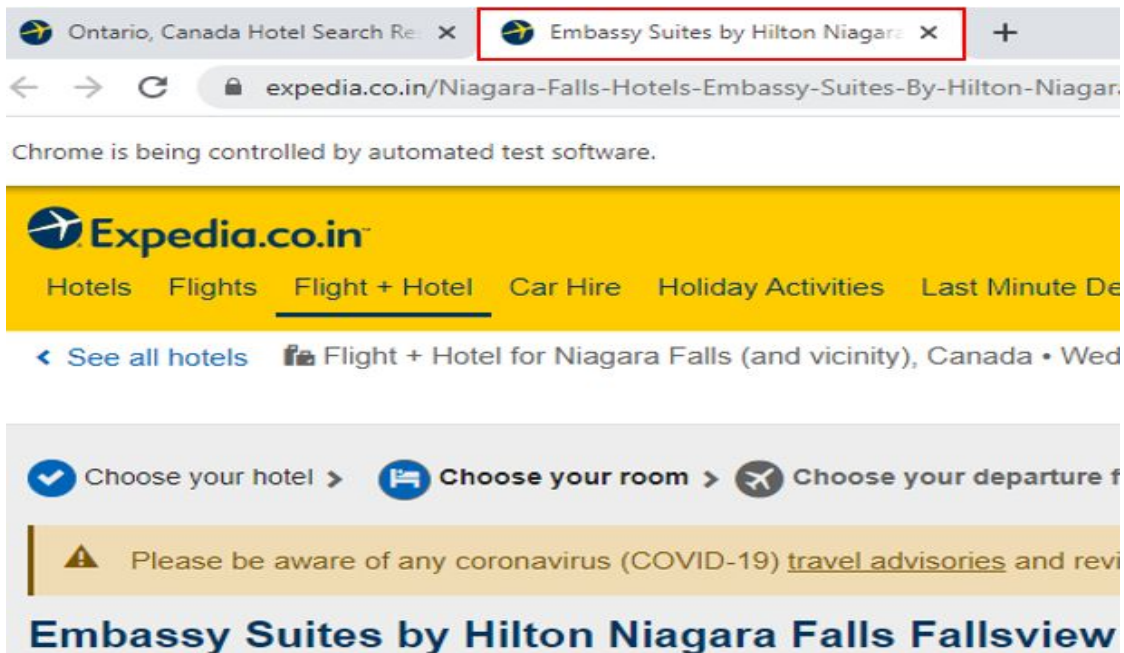 Ontario, Canada Hotel Search Re
Embassy Suites by Hilton Niagara
expedia.co.in/Niagara-Falls-Hotels-Embassy-Suites-By-Hilton-Niagar
Chrome is being controlled by automated test software.
Expedia.co.in
Hotels Flights Flight + Hotel Car Hire Holiday Activities Last Minute De
See all hotels Flight + Hotel for Niagara Falls (and vicinity), Canada • Wed
Choose your hotel > Choose your room > Choose your departure f
Please be aware of any coronavirus (COVID-19) travel advisories and revi
Embassy Suites by Hilton Niagara Falls Fallsview